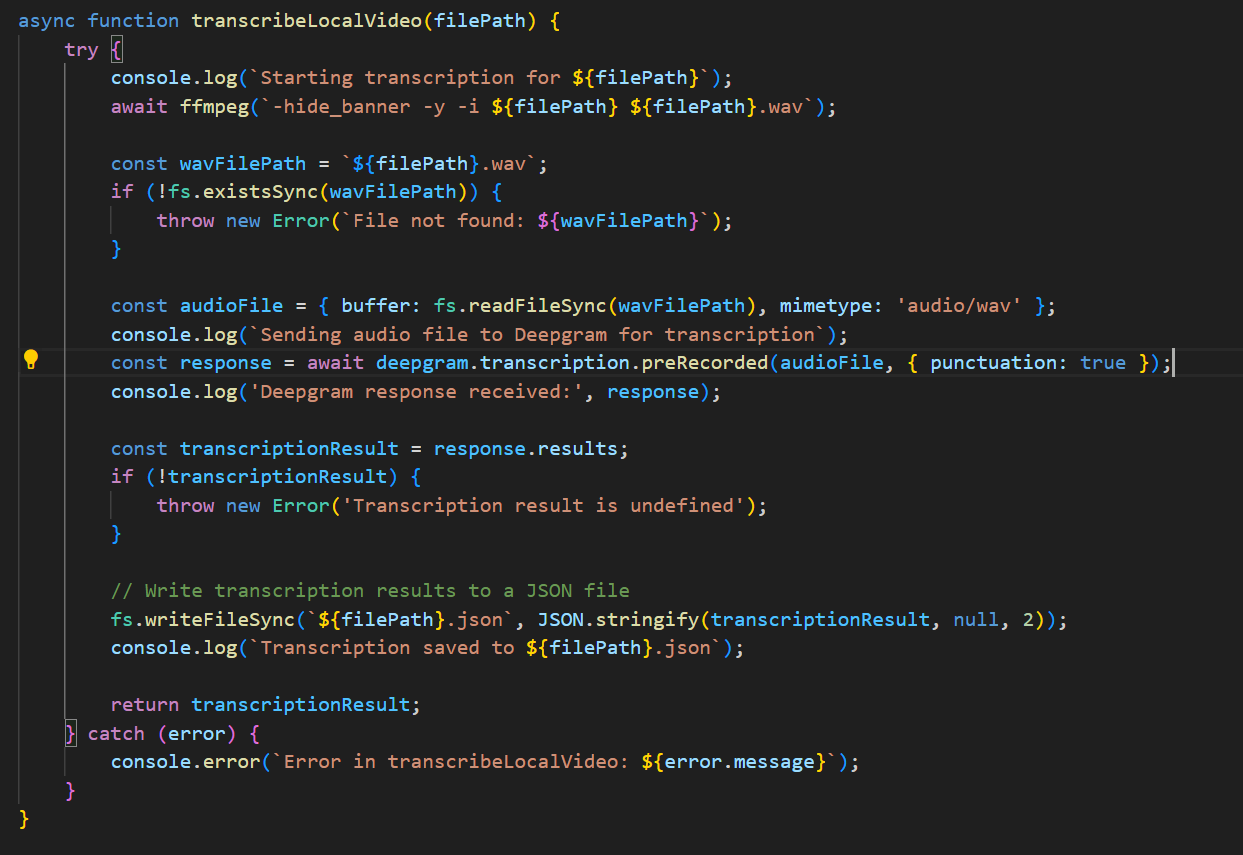 async function transcribeLocalVideo(filePath) {
    try {
        console.log(`Starting transcription for ${filePath}`);
        await ffmpeg(`-hide_banner -y -i ${filePath} ${filePath}.wav`);

        const wavFilePath = `${filePath}.wav`;
        if (!fs.existsSync(wavFilePath)) {
            throw new Error(`File not found: ${wavFilePath}`);
        }

        const audioFile = { buffer: fs.readFileSync(wavFilePath), mimetype: 'audio/wav' };
        console.log(`Sending audio file to Deepgram for transcription`);
        const response = await deepgram.transcription.preRecorded(audioFile, { punctuation: true });
        console.log('Deepgram response received:', response);

        const transcriptionResult = response.results;
        if (!transcriptionResult) {
            throw new Error('Transcription result is undefined');
        }

        // Write transcription results to a JSON file
        fs.writeFileSync(`${filePath}.json`, JSON.stringify(transcriptionResult, null, 2));
        console.log(`Transcription saved to ${filePath}.json`);

        return transcriptionResult;
    } catch (error) {
        console.error(`Error in transcribeLocalVideo: ${error.message}`);
    }
}